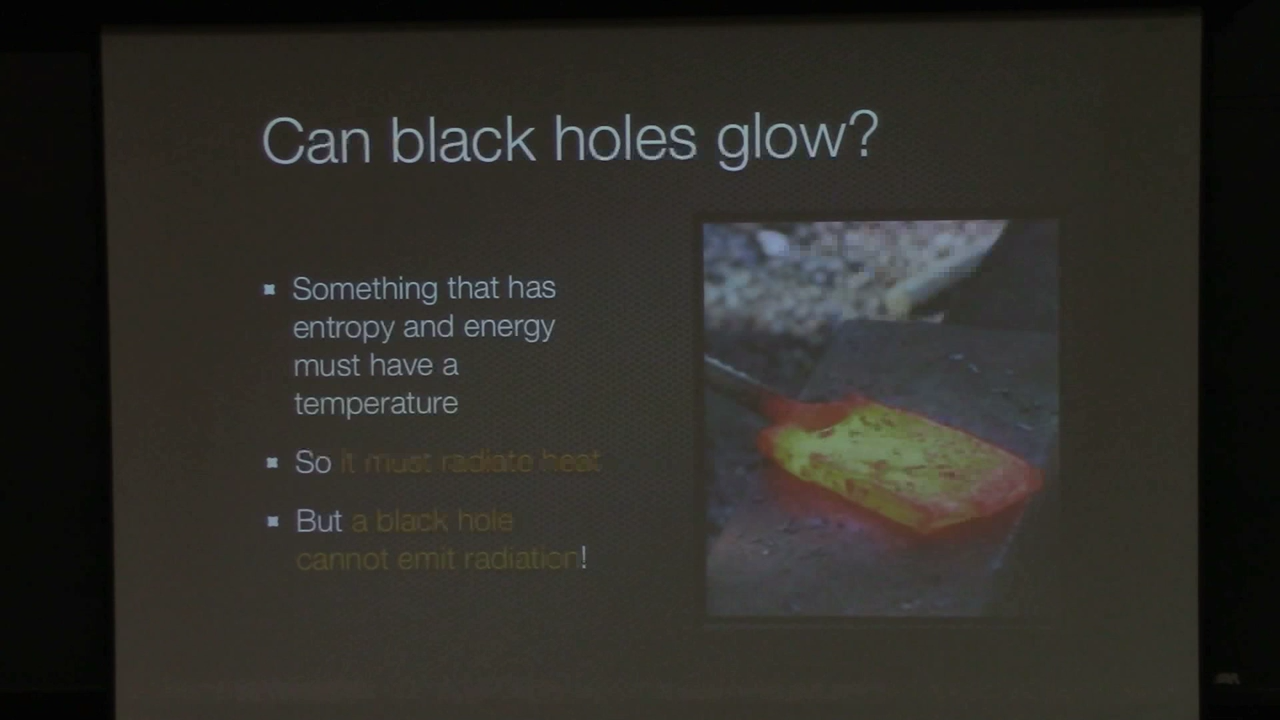 Can black holes glow?
Something that has
entropy and energy
must have a
temperature
So it must radiate heat
But a black hole
cannot emit radiation!